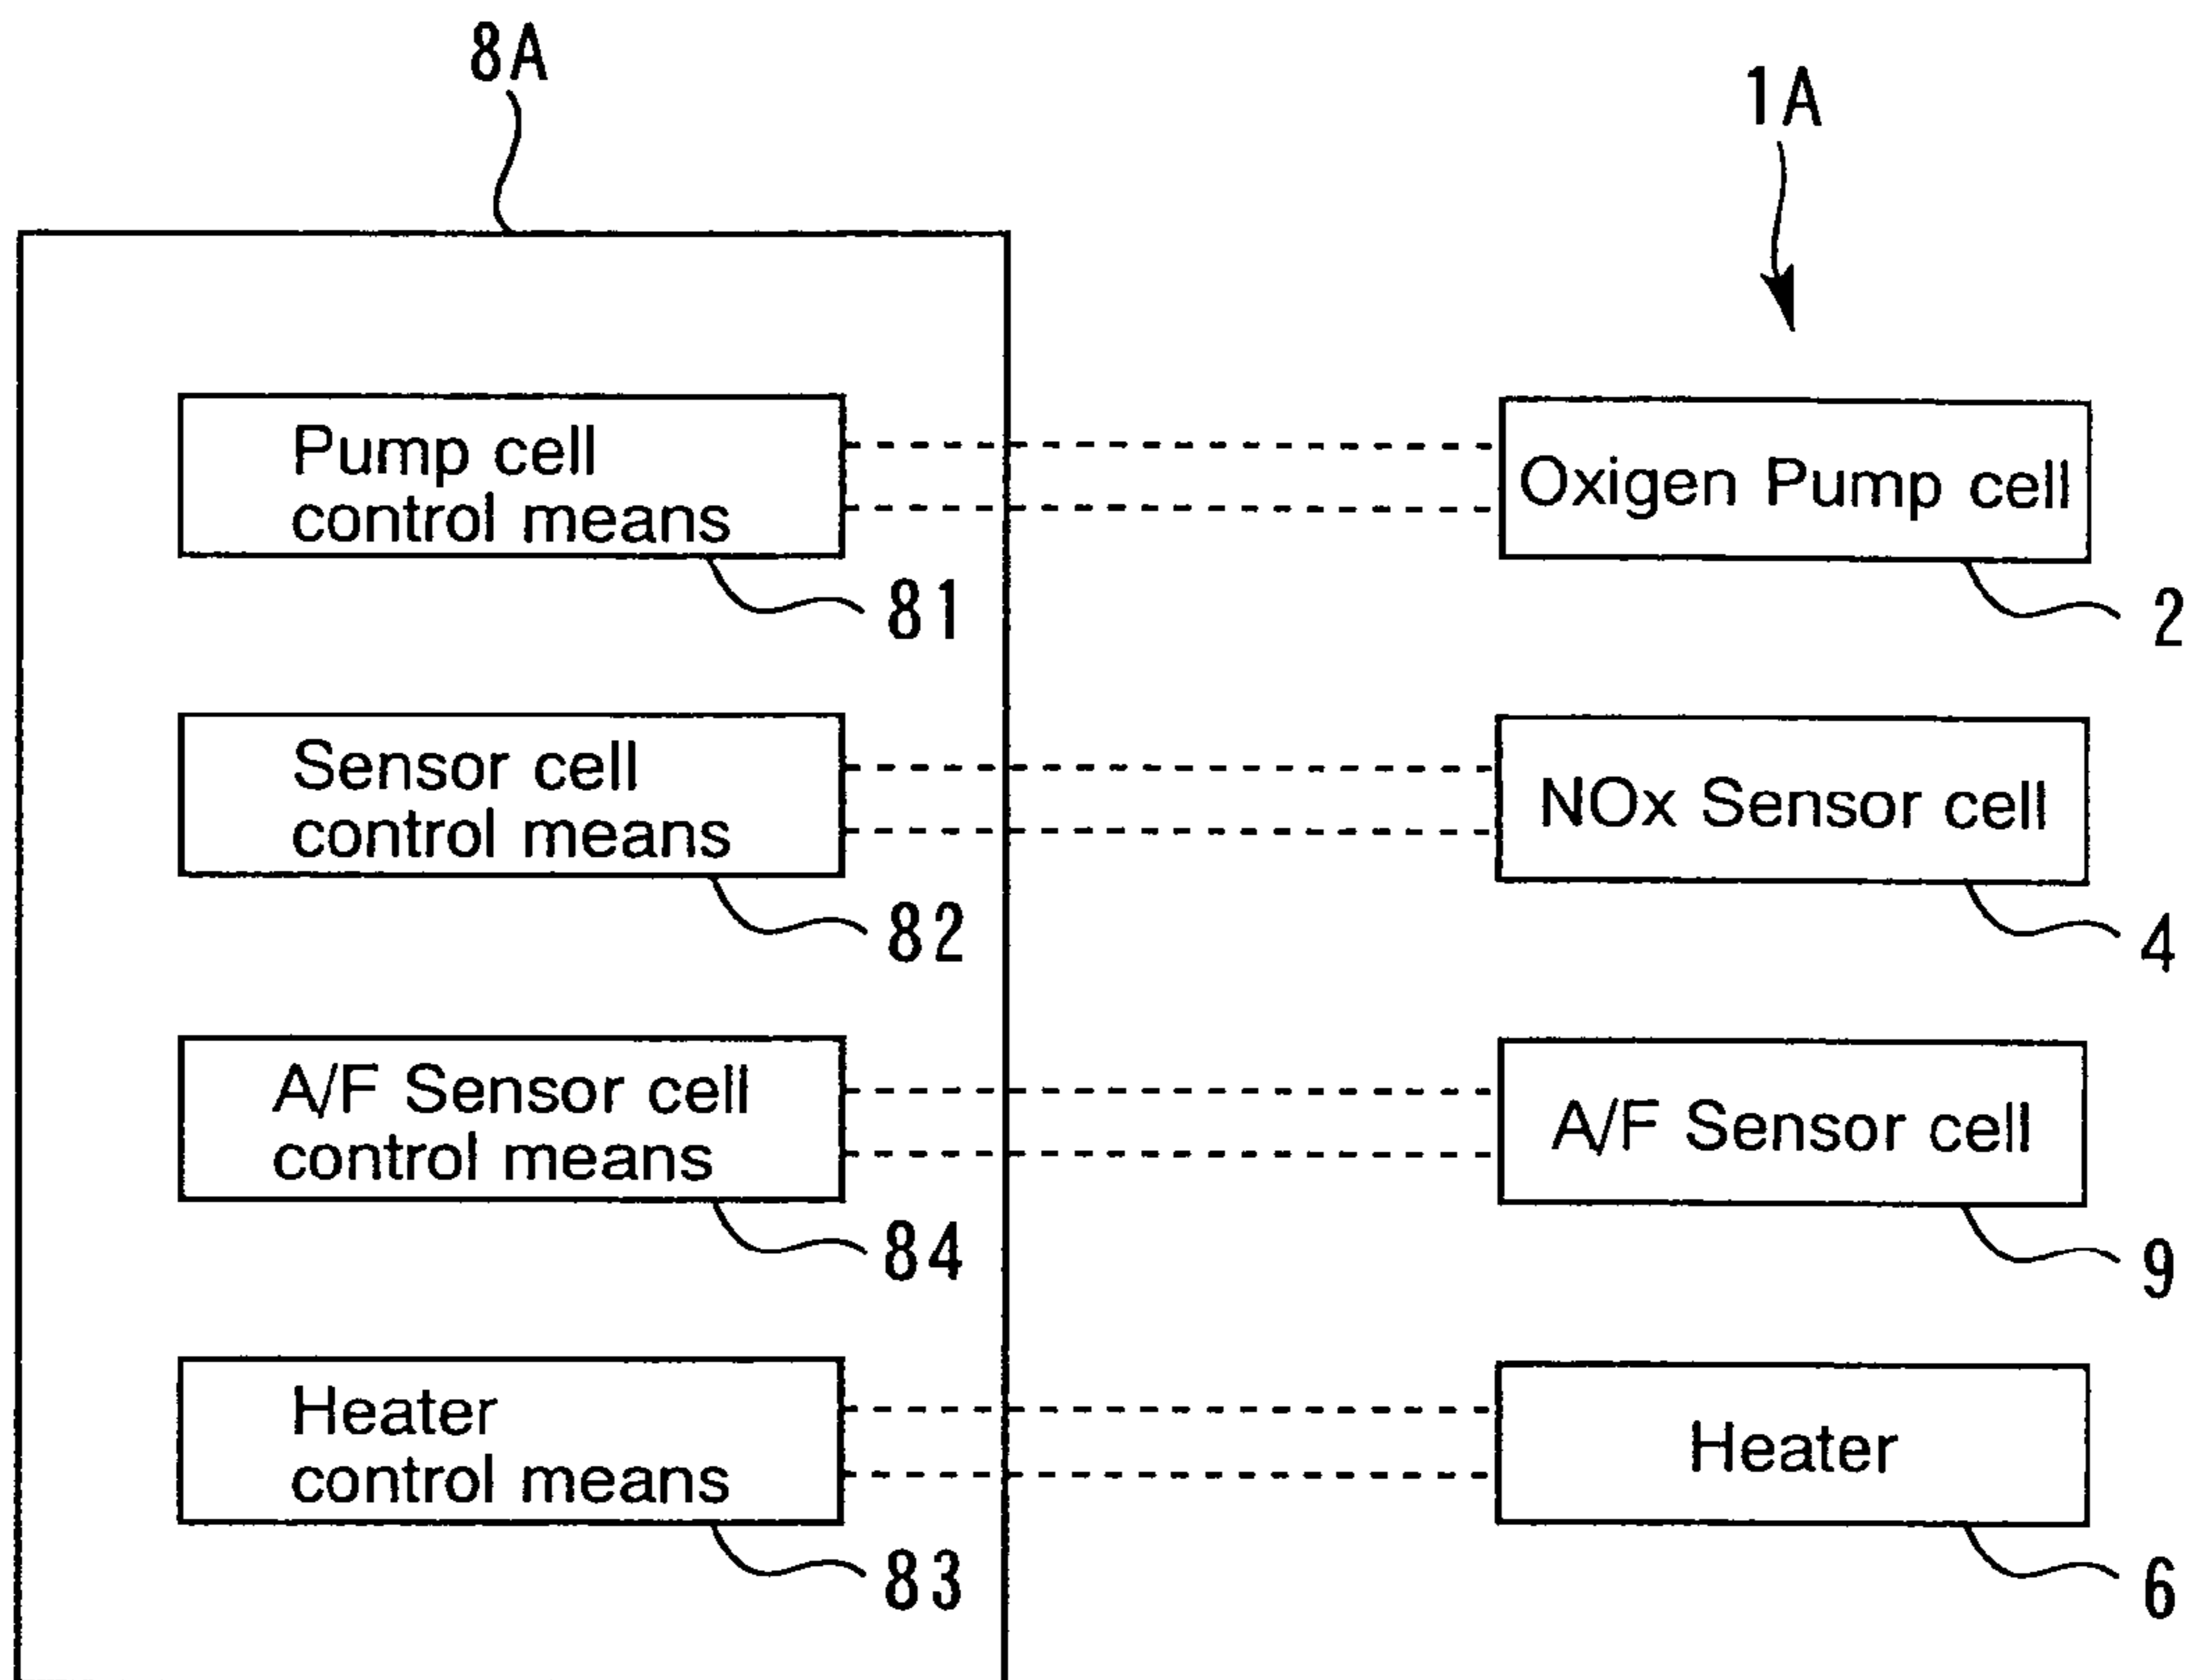 8A
1A
Pump cell
control means
81
Oxigen Pump cell
2
Sensor cell
control means
82
NOx Sensor cell
4
A/F Sensor cell
control means
84
A/F Sensor cell
9
Heater
control means
83
Heater
6